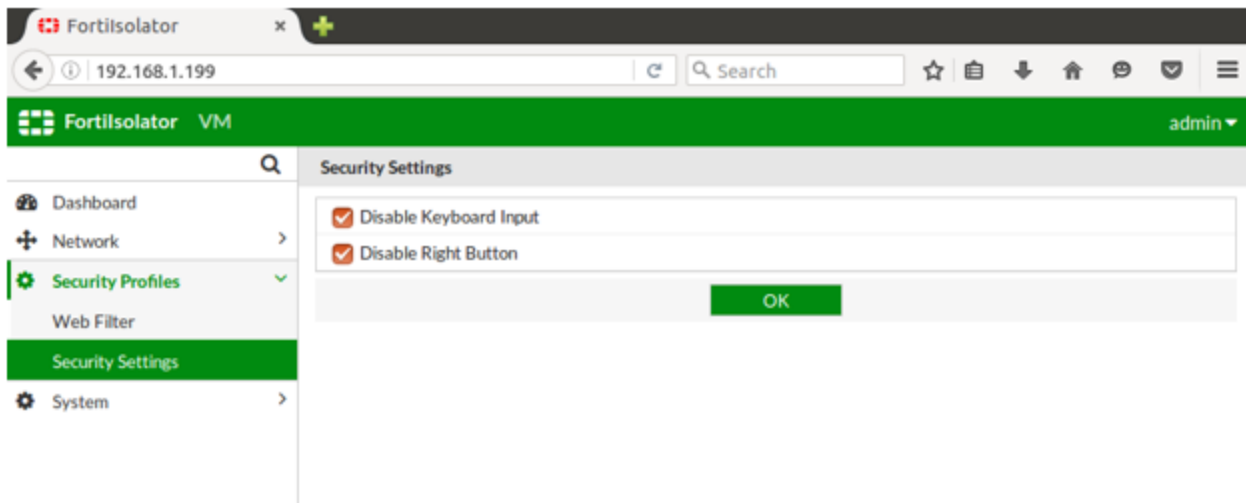 FortiIsolator
192.168.1.199
Search
FortiIsolator VM
admin
Security Settings
Dashboard
Network
Security Profiles
Web Filter
Security Settings
System
Disable Keyboard Input
Disable Right Button
OK